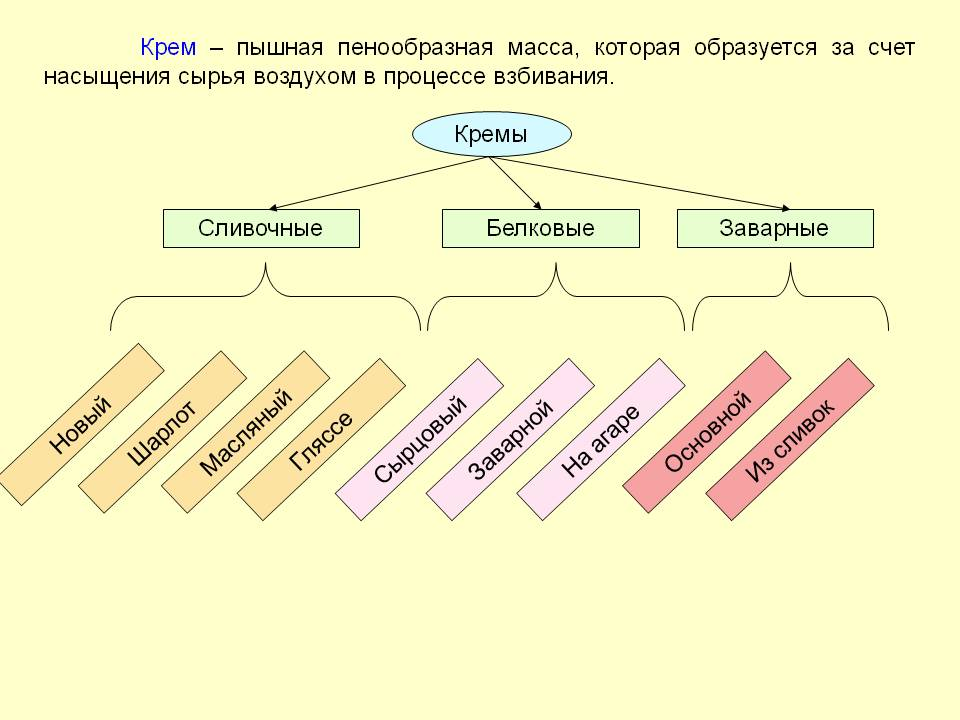 Крем – пышная пенообразная масса, которая образуется за счет
насыщения сырья воздухом в процессе взбивания.
Кремы
Сливочные
Белковые
Заварные
Новый
Шарлот
Масляный
Гляссе
Сырцовый
Заварной
На агаре
Основной
Из сливок